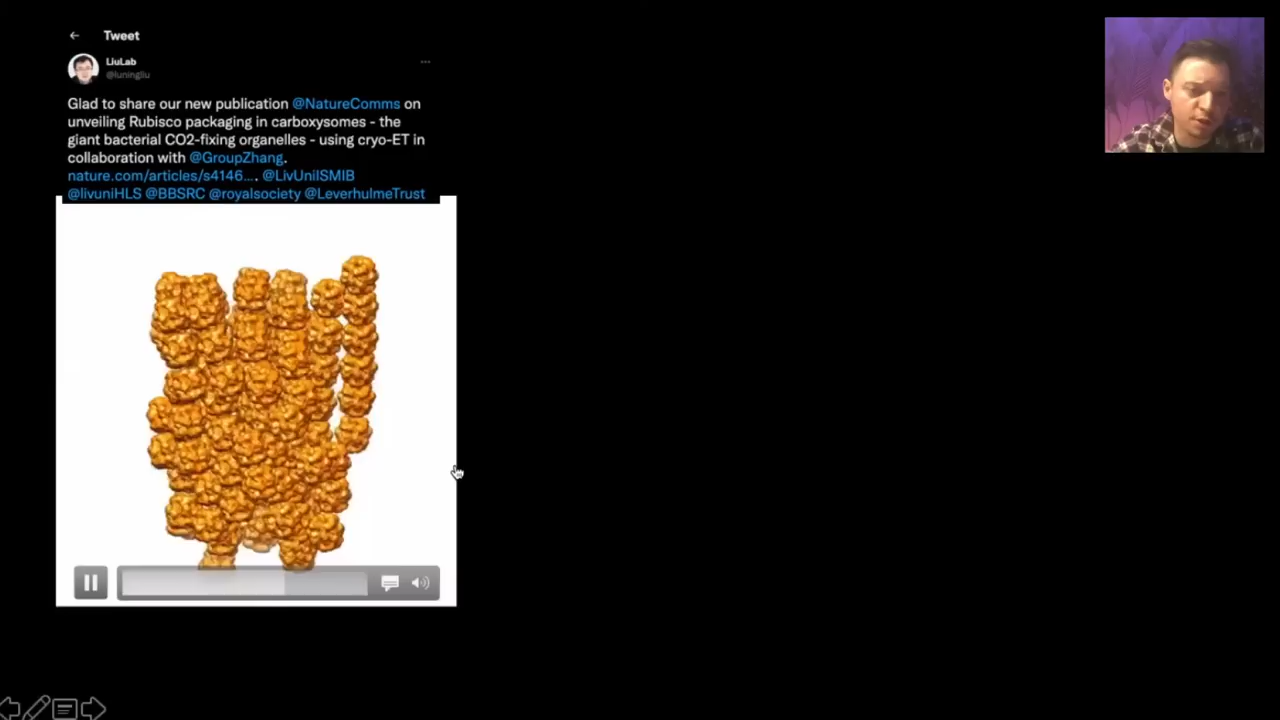 Tweet
LiuLab
@luningliu
Glad to share our new publication @NatureComms on
unveiling Rubisco packaging in carboxysomes - the
giant bacterial CO2-fixing organelles - using cryo-ET in
collaboration with @GroupZhang.
nature.com/articles/s4146…. @LivUniISMIB
@livuniHLS @BBSRC @royalsociety @LeverhulmeTrust